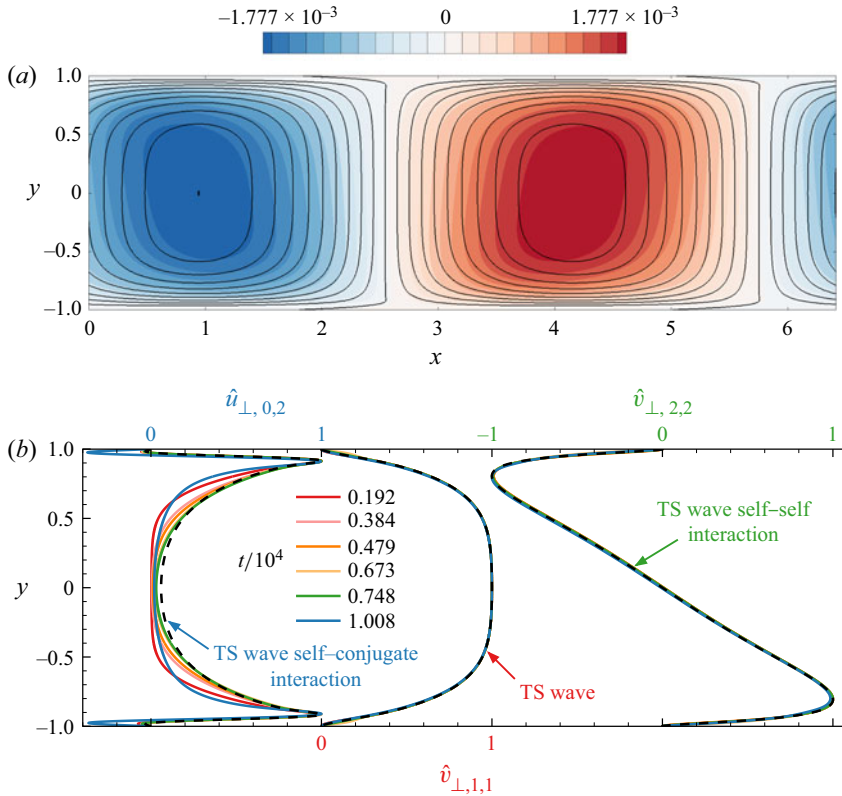 −1.777 × 10⁻³ 0 1.777 × 10⁻³
(a)
1.0
0.5
y 0
−0.5
−1.0
0 1 2 3 4 5 6
x
û⊥, 0,2 v̂⊥, 2,2
0 1 −1 0 1
(b)
1.0
0.5
y 0
−0.5
−1.0
t/10⁴
0.192
0.384
0.479
0.673
0.748
1.008
TS wave self–self
interaction
TS wave self–conjugate
interaction
TS wave
0 1
v̂⊥,1,1